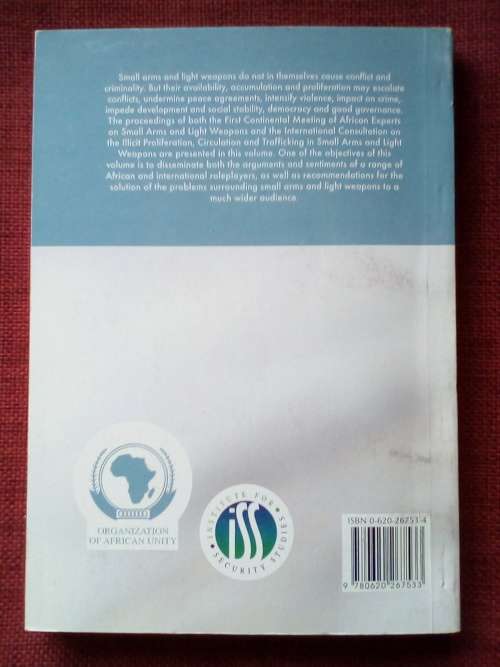 Small arms and light weapons do not in themselves cause conflict and
criminality. But their availability, accumulation and proliferation may escalate
conflicts, undermine peace agreements, intensify violence, impact on crime,
impede development and social stability, democracy and good governance.
The proceedings of both the First Continental Meeting of African Experts
on Small Arms and Light Weapons and the International Consultation on
the Illicit Proliferation, Circulation and Trafficking in Small Arms and Light
Weapons are presented in this volume. One of the objectives of this
volume is to disseminate both the arguments and sentiments of a range of
African and international roleplayers, as well as recommendations for the
solution of the problems surrounding small arms and light weapons to a
much wider audience.
ORGANIZATION
OF AFRICAN UNITY
INSTITUTE FOR
iss
SECURITY STUDIES
ISBN 0-620-26753-4
9 780620 267533